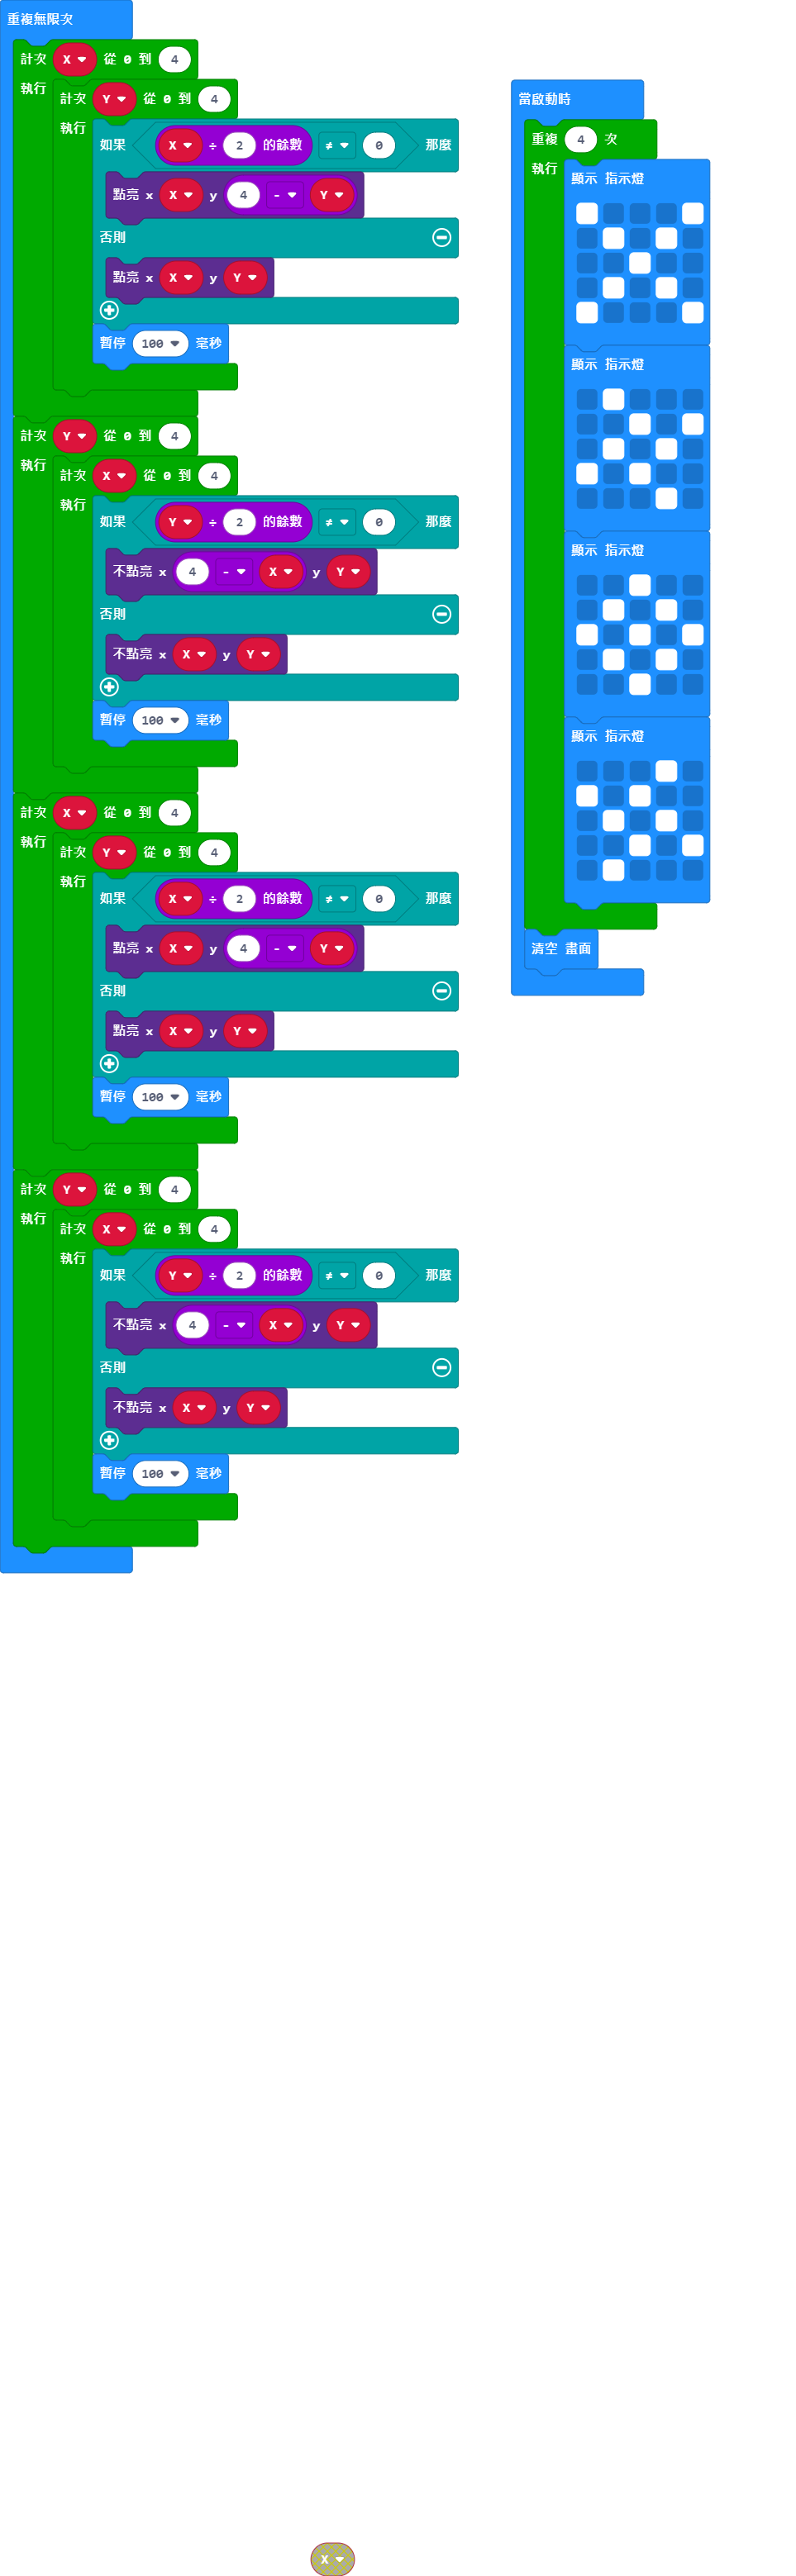 重複無限次
計次 X 從 0 到 4
執行
計次 Y 從 0 到 4
執行
如果 X ÷ 2 的餘數 ≠ 0 那麼
點亮 x X y 4 - Y
否則
點亮 x X y Y
暫停 100 毫秒
計次 Y 從 0 到 4
執行
計次 X 從 0 到 4
執行
如果 Y ÷ 2 的餘數 ≠ 0 那麼
不點亮 x 4 - X y Y
否則
不點亮 x X y Y
暫停 100 毫秒
計次 X 從 0 到 4
執行
計次 Y 從 0 到 4
執行
如果 X ÷ 2 的餘數 ≠ 0 那麼
點亮 x X y 4 - Y
否則
點亮 x X y Y
暫停 100 毫秒
計次 Y 從 0 到 4
執行
計次 X 從 0 到 4
執行
如果 Y ÷ 2 的餘數 ≠ 0 那麼
不點亮 x 4 - X y Y
否則
不點亮 x X y Y
暫停 100 毫秒
當啟動時
重複 4 次
執行
顯示 指示燈
顯示 指示燈
顯示 指示燈
顯示 指示燈
清空 畫面
X